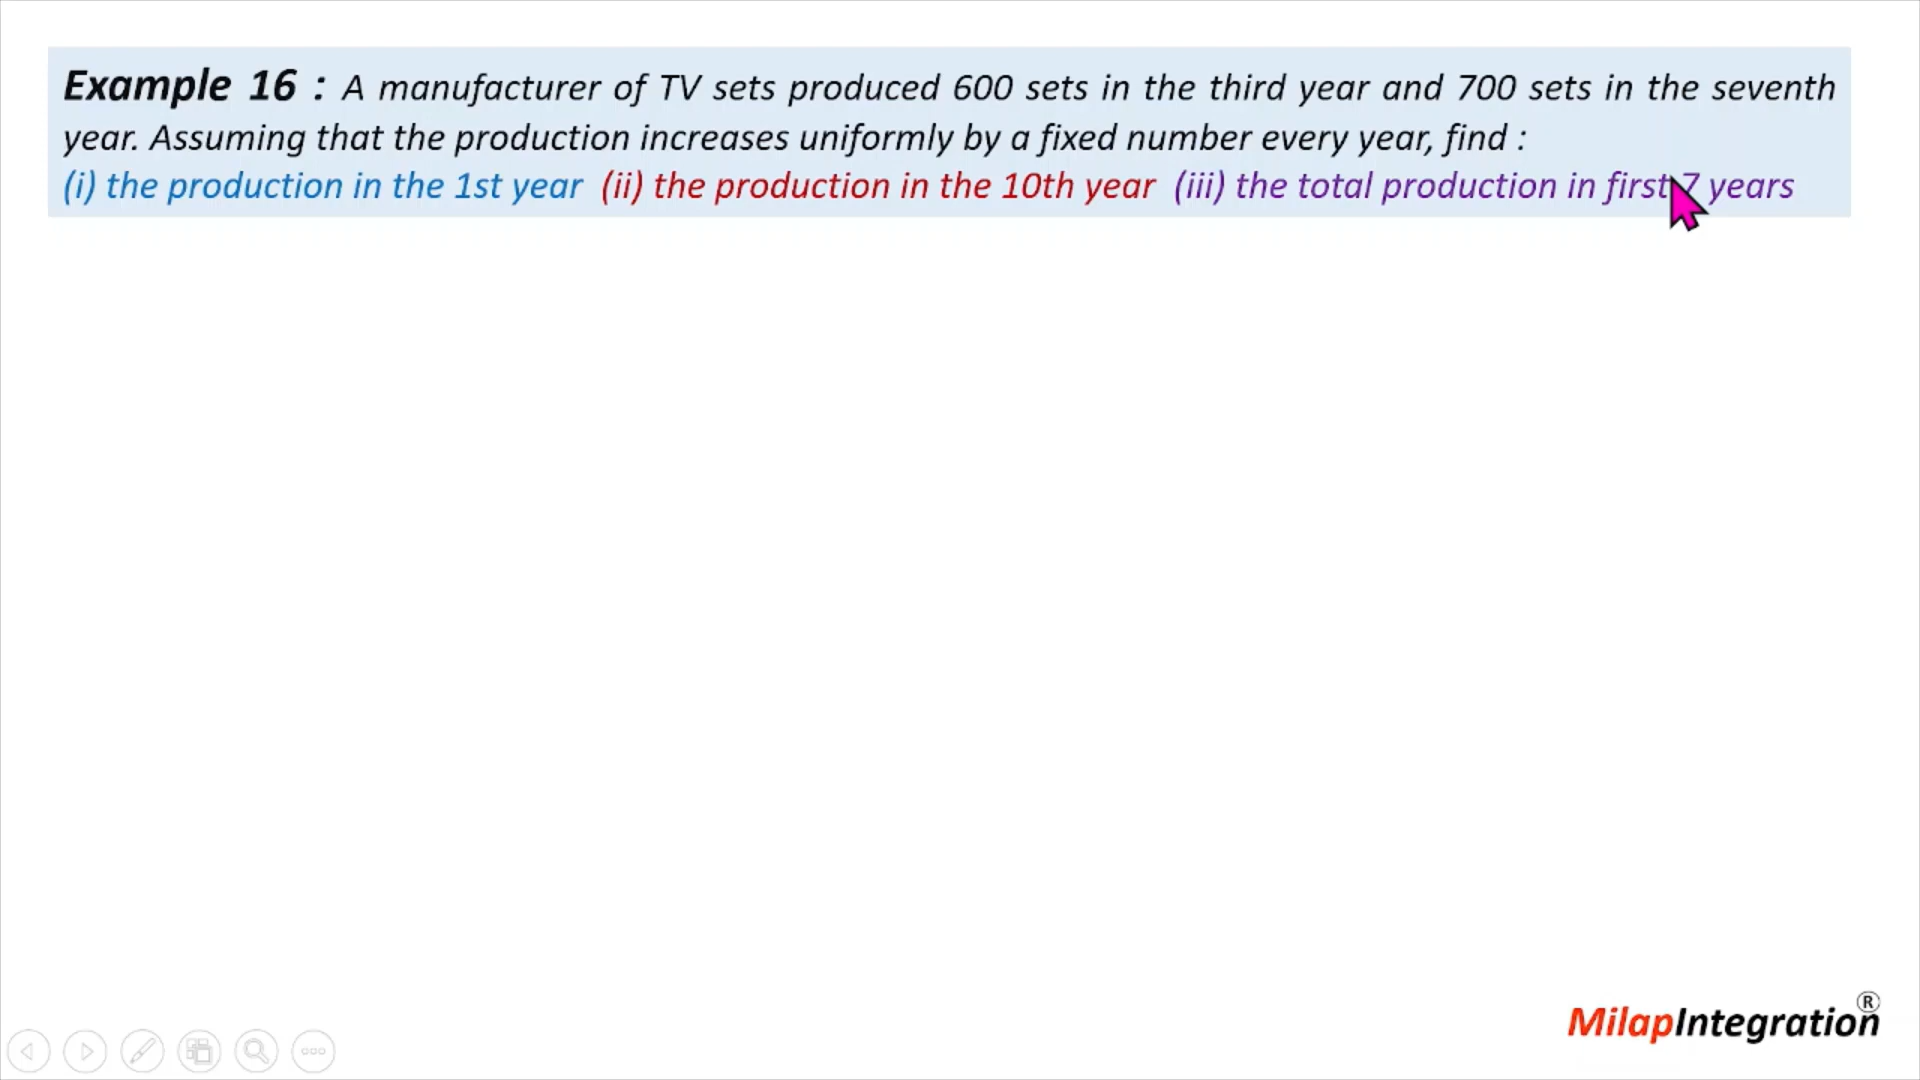 Example 16 : A manufacturer of TV sets produced 600 sets in the third year and 700 sets in the seventh
year. Assuming that the production increases uniformly by a fixed number every year, find :
(i) the production in the 1st year (ii) the production in the 10th year (iii) the total production in first 7 years
MilapIntegration®